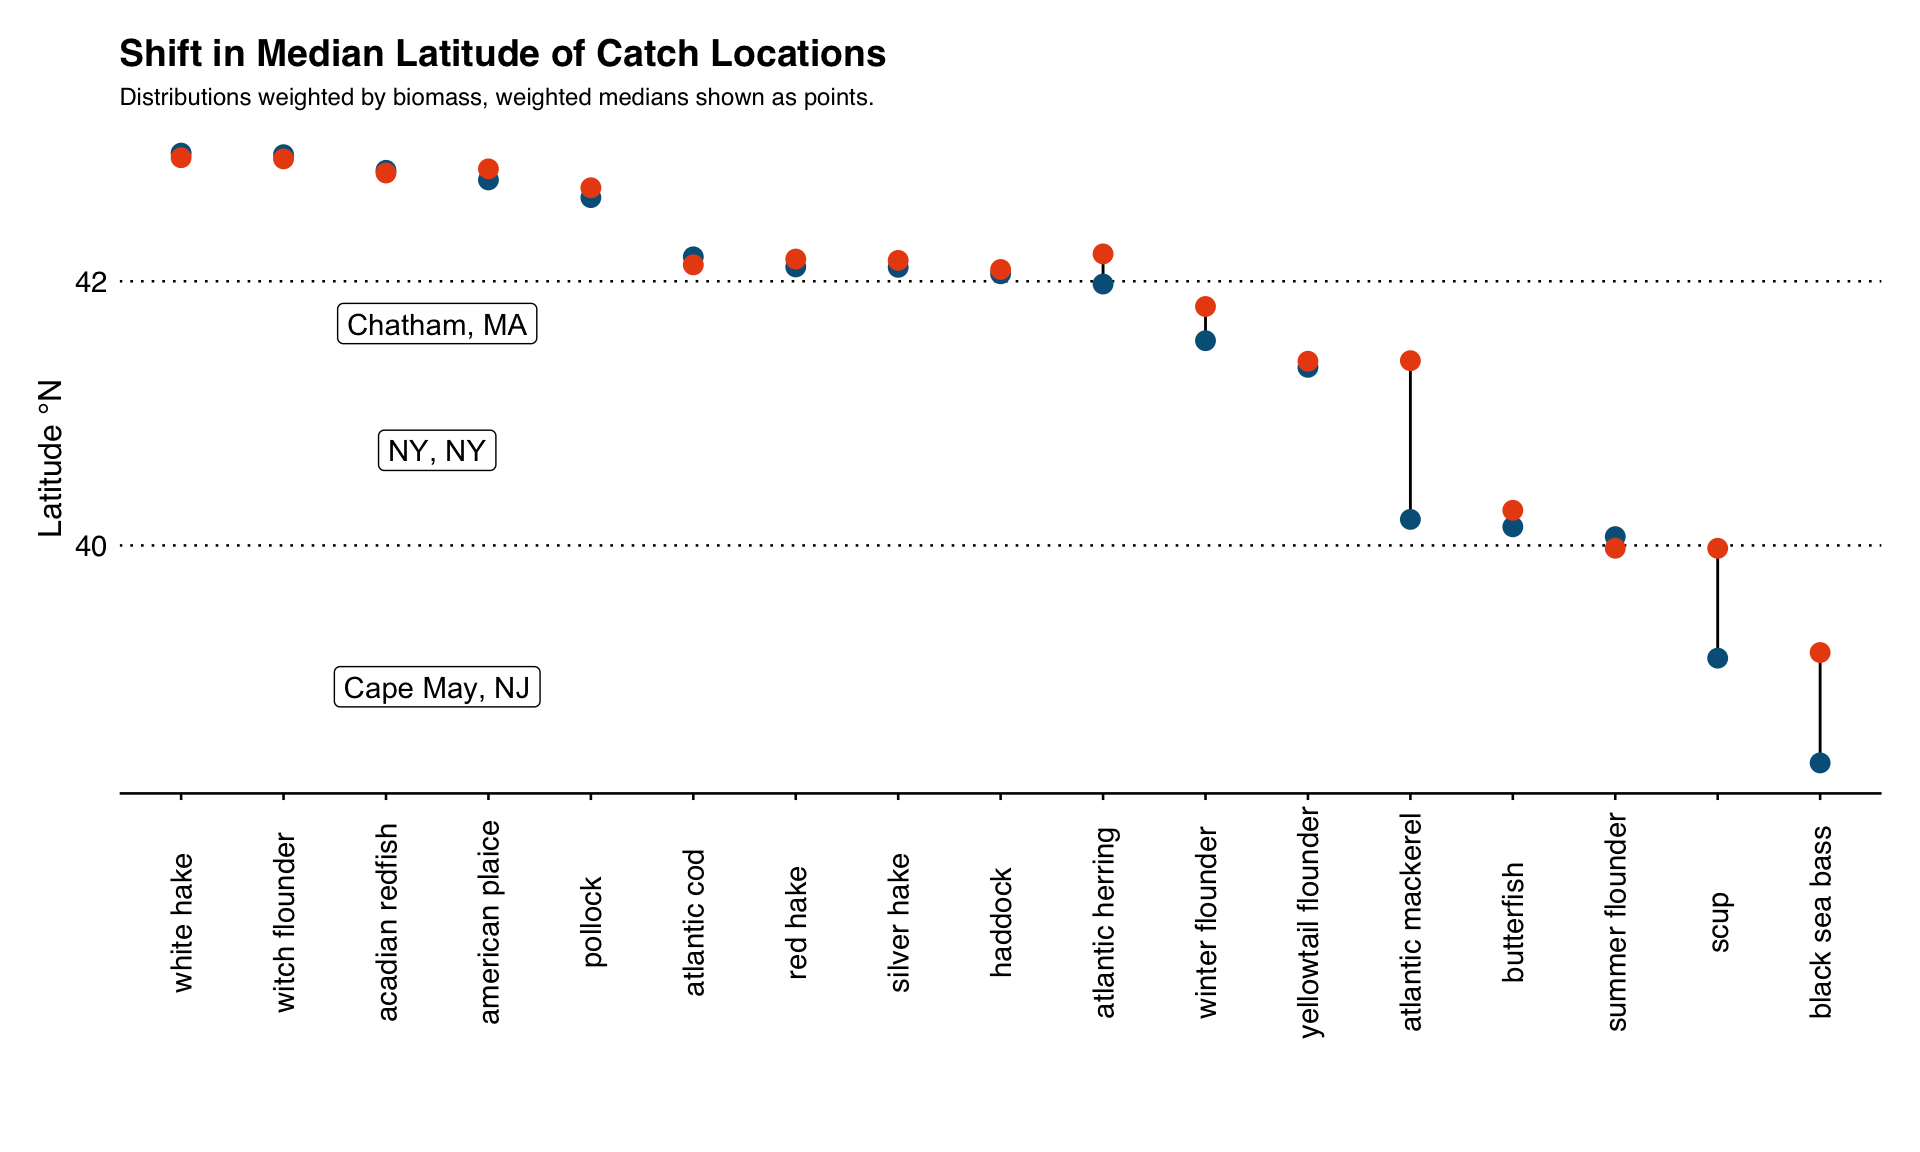 Shift in Median Latitude of Catch Locations
Distributions weighted by biomass, weighted medians shown as points.
Latitude °N
42
40
Chatham, MA
NY, NY
Cape May, NJ
white hake
witch flounder
acadian redfish
american plaice
pollock
atlantic cod
red hake
silver hake
haddock
atlantic herring
winter flounder
yellowtail flounder
atlantic mackerel
butterfish
summer flounder
scup
black sea bass